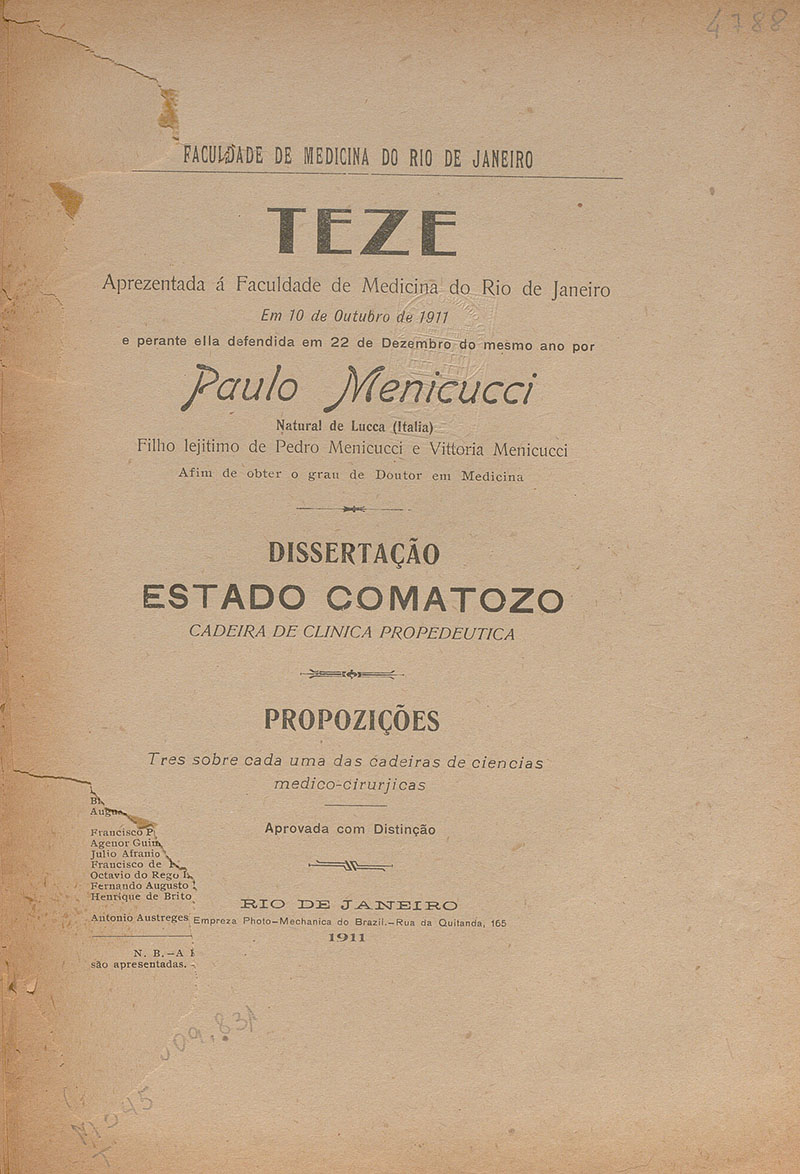 4788
FACULDADE DE MEDICINA DO RIO DE JANEIRO
TEZE
Aprezentada á Faculdade de Medicina do Rio de Janeiro
Em 10 de Outubro de 1911
e perante ella defendida em 22 de Dezembro do mesmo ano por
Paulo Menicucci
Natural de Lucca (Italia)
Filho lejitimo de Pedro Menicucci e Vittoria Menicucci
Afim de obter o grau de Doutor em Medicina
DISSERTAÇÃO
ESTADO COMATOZO
CADEIRA DE CLINICA PROPEDEUTICA
PROPOZIÇÕES
Tres sobre cada uma das cadeiras de ciencias
medico-cirurjicas
Aprovada com Distinção
Francisco P
Agenor Guim
Julio Afranio
Francisco de
Octavio do Rego
Fernando Augusto
Henrique de Brito
Antonio Austreges
N. B.—A
são apresentadas.
RIO DE JANEIRO
Empreza Photo-Mechanica do Brazil.—Rua da Quitanda, 165
1911